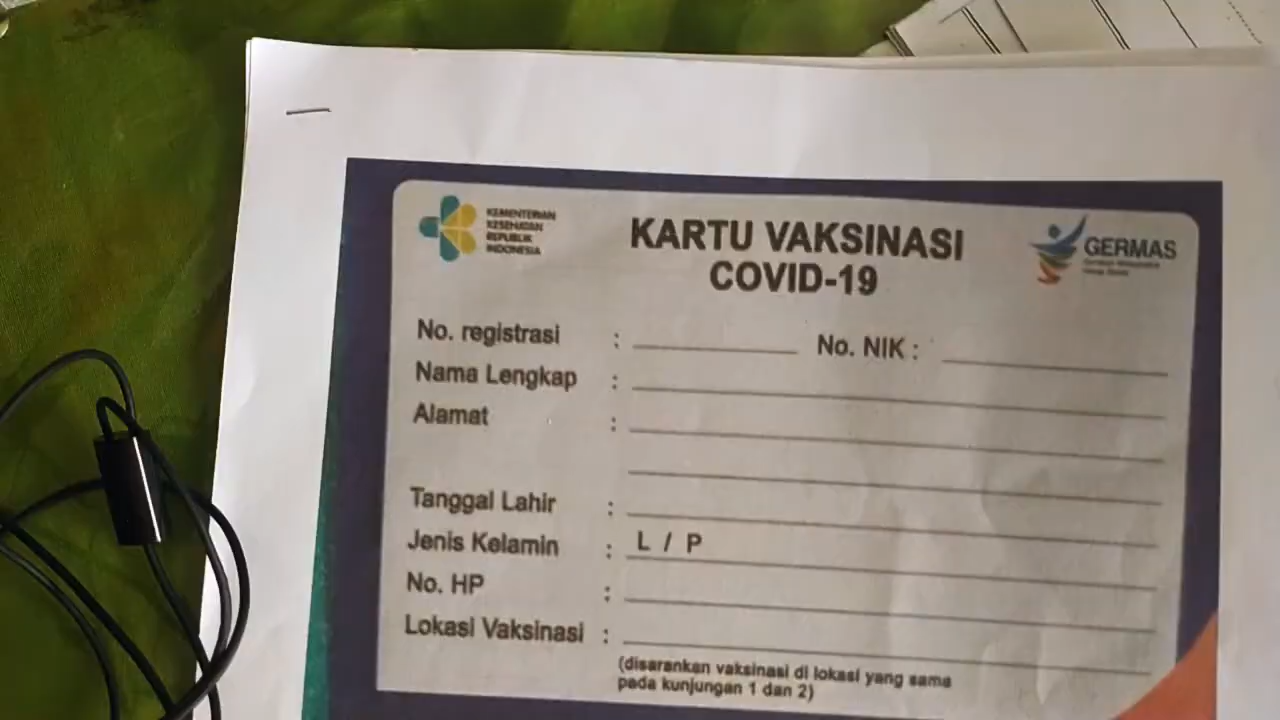 KEMENTERIAN
KESEHATAN
REPUBLIK
INDONESIA
KARTU VAKSINASI
COVID-19
GERMAS
No. registrasi : No. NIK :
Nama Lengkap :
Alamat :
Tanggal Lahir :
Jenis Kelamin : L / P
No. HP :
Lokasi Vaksinasi :
(disarankan vaksinasi di lokasi yang sama
pada kunjungan 1 dan 2)